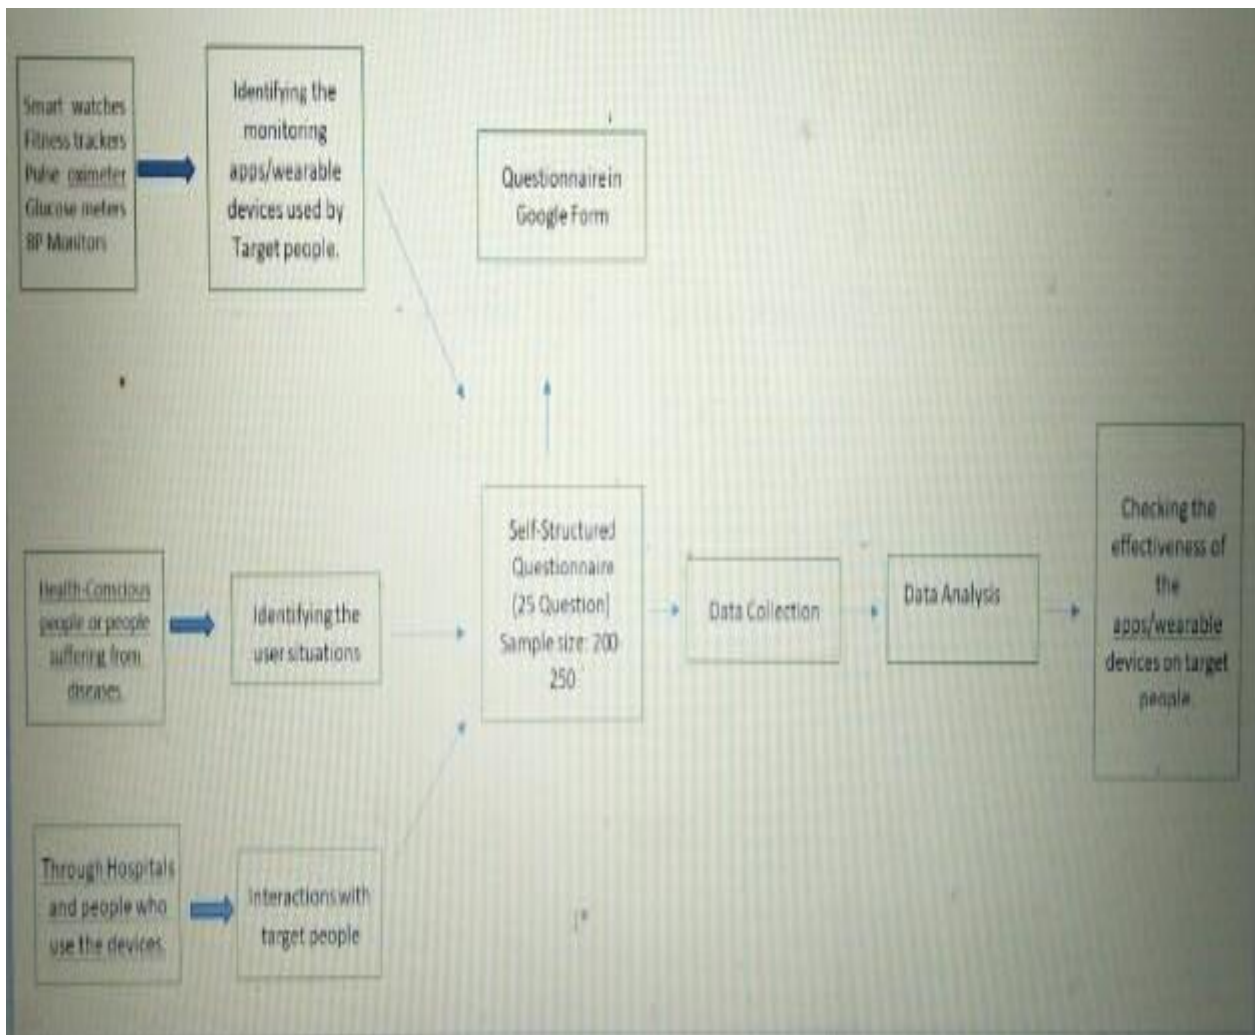 Smart watches
Fitness trackers
Pulse oximeter
Glucose meters
BP Monitors
Identifying the
monitoring
apps/wearable
devices used by
Target people.
Questionnaire in
Google Form
Health-Conscious
people or people
suffering from
diseases.
Identifying the
user situations
Self-Structured
Questionnaire
(25 Question)
Sample size: 200-
250
Data Collection
Data Analysis
Checking the
effectiveness of
the
apps/wearable
devices on target
people.
Through Hospitals
and people who
use the devices.
Interactions with
target people